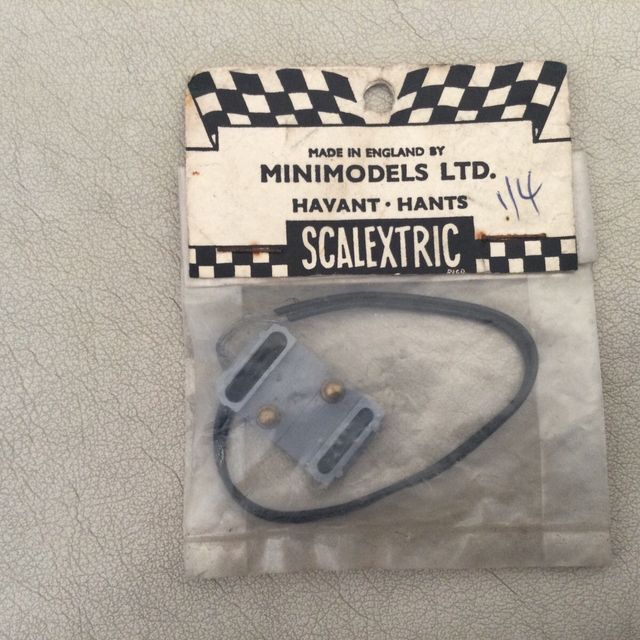 MADE IN ENGLAND BY
MINIMODELS LTD.
HAVANT · HANTS
1/4
SCALEXTRIC